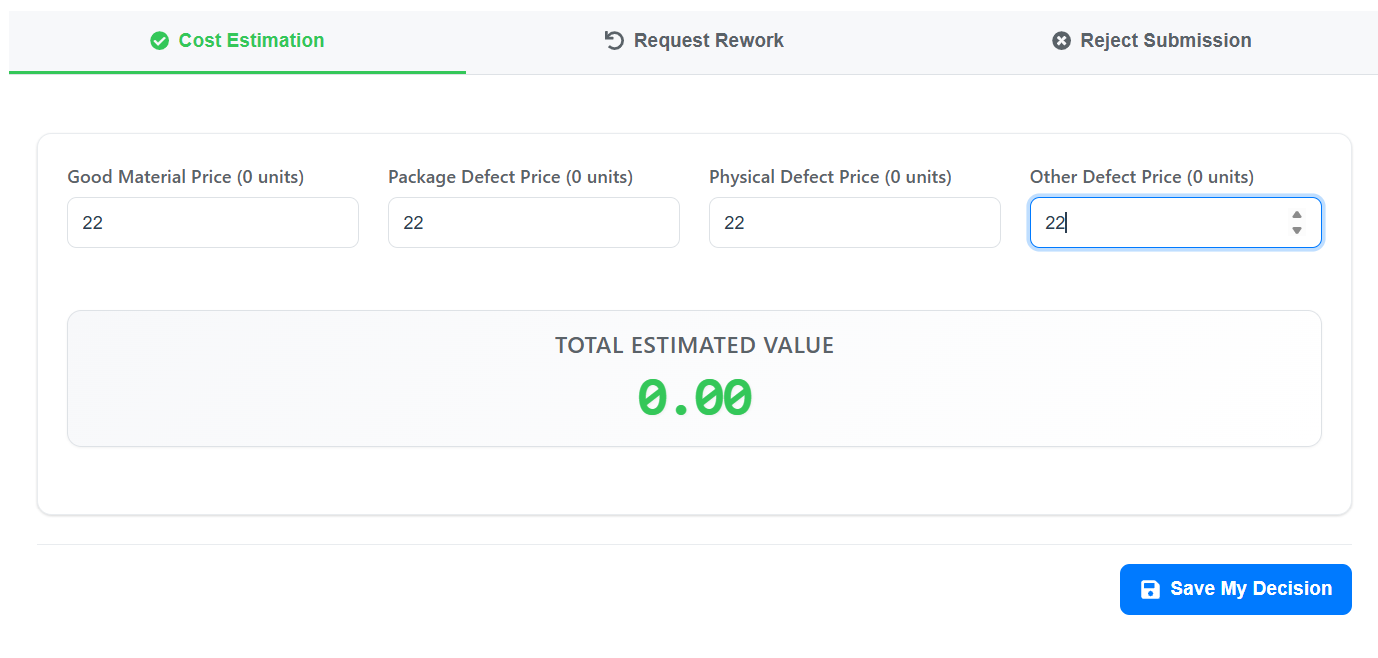 Cost Estimation
Request Rework
Reject Submission
Good Material Price (0 units)
Package Defect Price (0 units)
Physical Defect Price (0 units)
Other Defect Price (0 units)
22
22
22
22
TOTAL ESTIMATED VALUE
0.00
Save My Decision